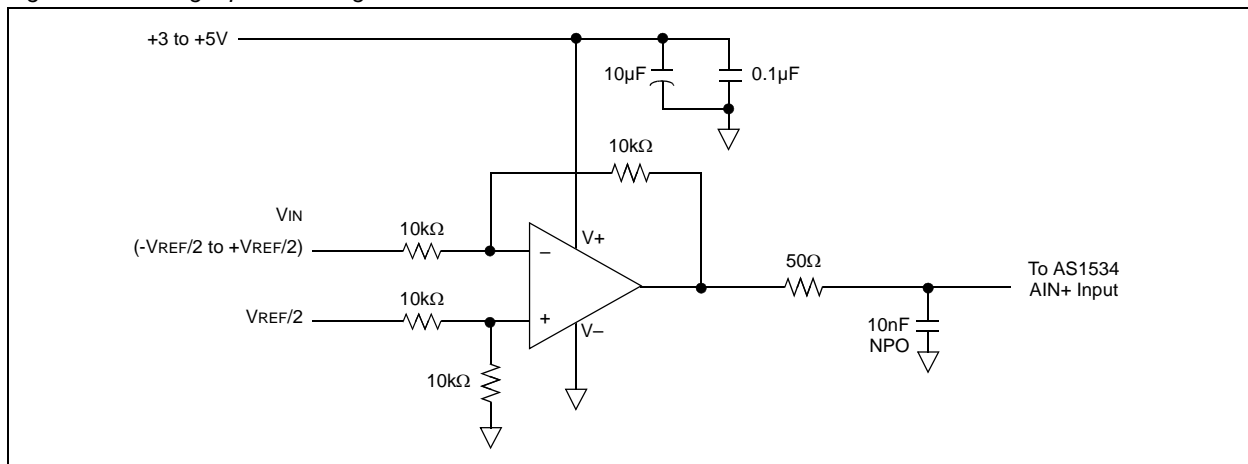 +3 to +5V
10µF
0.1µF
10kΩ
VIN
(-VREF/2 to +VREF/2)
10kΩ
V+
–
50Ω
To AS1534
AIN+ Input
10kΩ
VREF/2
+
V–
10nF
NPO
10kΩ